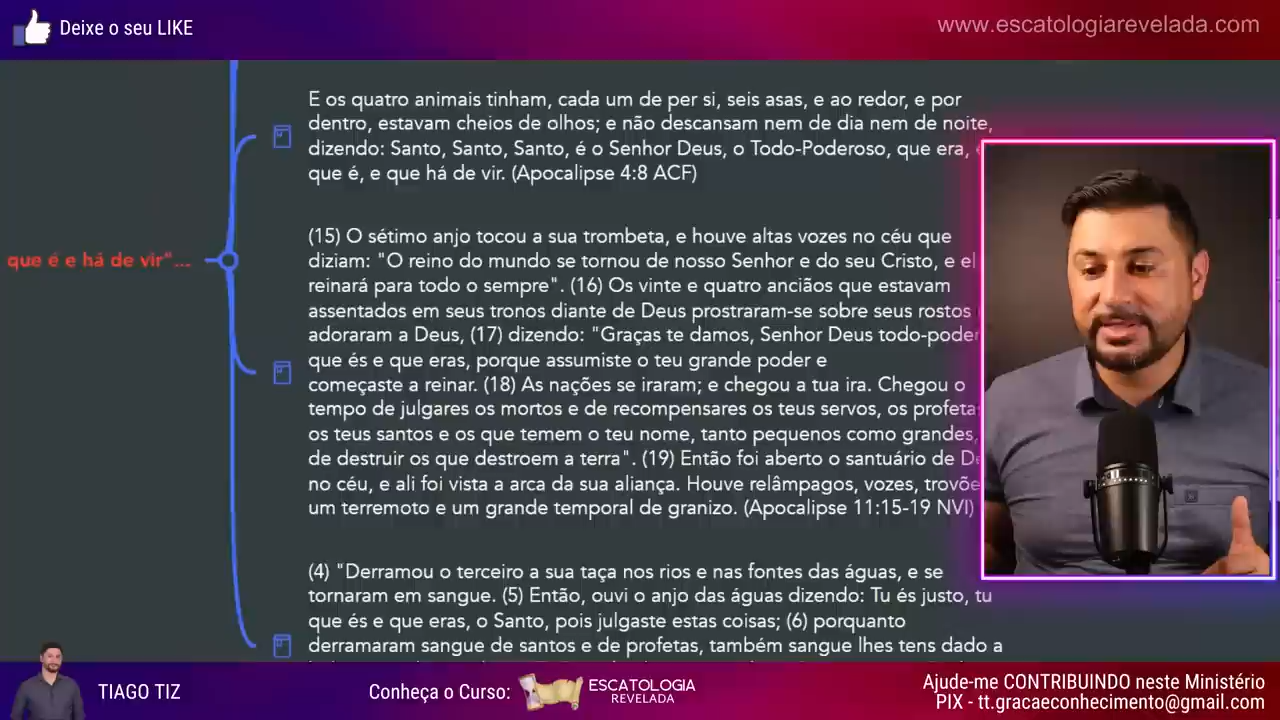 Deixe o seu LIKE
www.escatologiarevelada.com
E os quatro animais tinham, cada um de per si, seis asas, e ao redor, e por
dentro, estavam cheios de olhos; e não descansam nem de dia nem de noite,
dizendo: Santo, Santo, Santo, é o Senhor Deus, o Todo-Poderoso, que era,
que é, e que há de vir. (Apocalipse 4:8 ACF)
que é e há de vir"...
(15) O sétimo anjo tocou a sua trombeta, e houve altas vozes no céu que
diziam: "O reino do mundo se tornou de nosso Senhor e do seu Cristo, e
reinará para todo o sempre". (16) Os vinte e quatro anciãos que estavam
assentados em seus tronos diante de Deus prostraram-se sobre seus rostos
adoraram a Deus, (17) dizendo: "Graças te damos, Senhor Deus
que és e que eras, porque assumiste o teu grande poder e
começaste a reinar. (18) As nações se iraram; e chegou a tua ira. Chegou o
tempo de julgares os mortos e de recompensares os teus servos, os
os teus santos e os que temem o teu nome, tanto pequenos como grandes,
de destruir os que destroem a terra". (19) Então foi aberto o santuário de
no céu, e ali foi vista a arca da sua aliança. Houve relâmpagos, vozes,
um terremoto e um grande temporal de granizo. (Apocalipse 11:15-19 NVI)
(4) "Derramou o terceiro a sua taça nos rios e nas fontes das águas, e se
tornaram em sangue. (5) Então, ouvi o anjo das águas dizendo: Tu és justo, tu
que és e que eras, o Santo, pois julgaste estas coisas; (6) porquanto
derramaram sangue de santos e de profetas, também sangue lhes tens dado a
TIAGO TIZ
Conheça o Curso:
ESCATOLOGIA
REVELADA
Ajude-me CONTRIBUINDO neste Ministério
PIX - tt.gracaeconhecimento@gmail.com